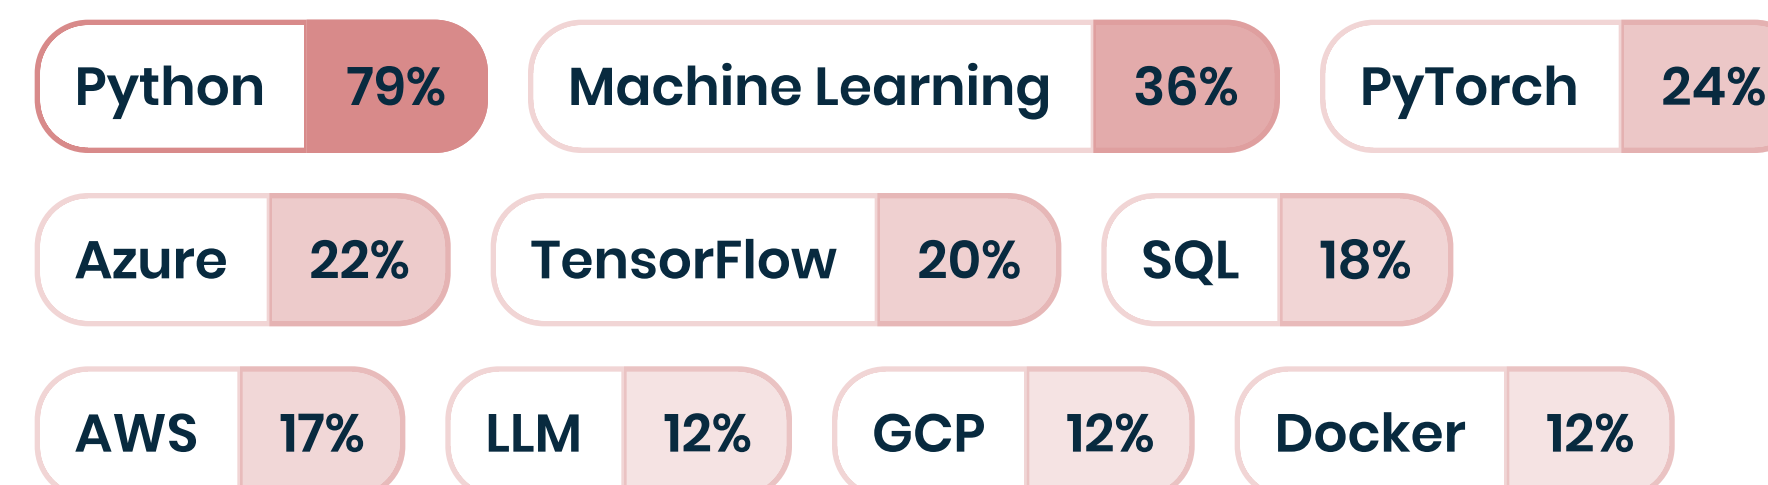 Python 79% Machine Learning 36% PyTorch 24%
Azure 22% TensorFlow 20% SQL 18%
AWS 17% LLM 12% GCP 12% Docker 12%